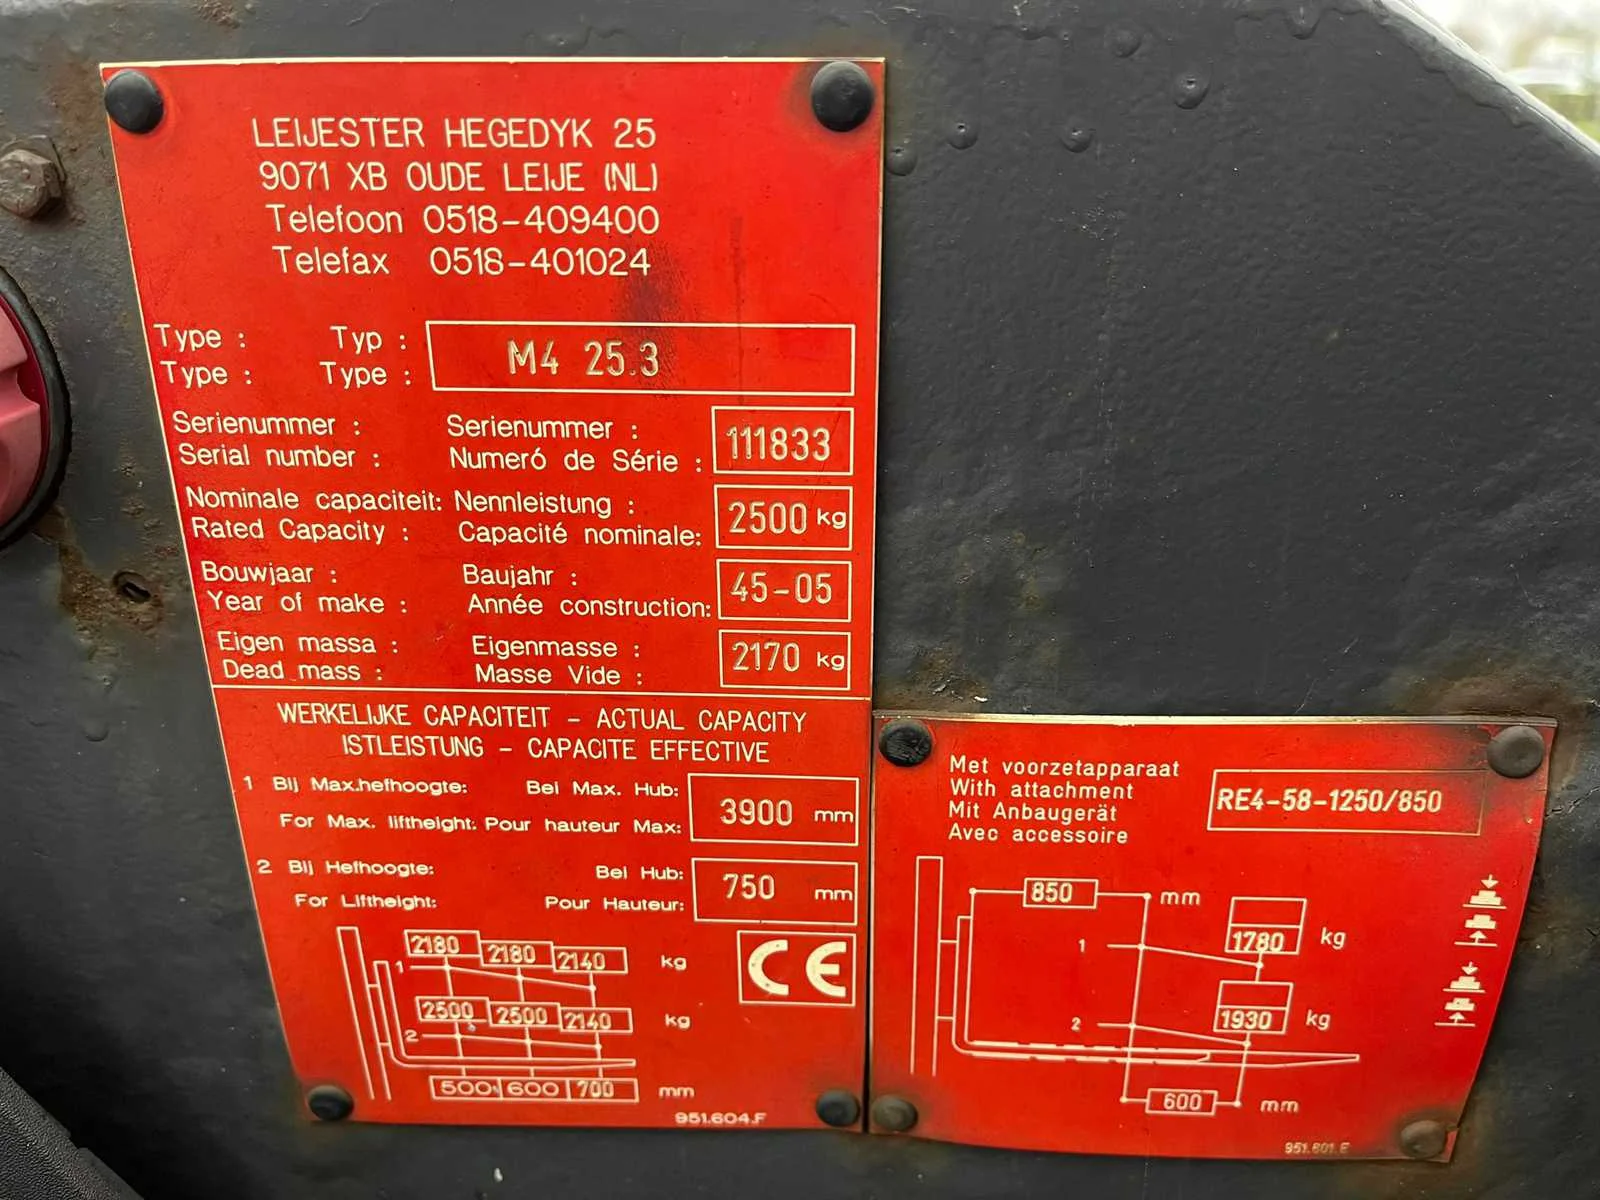 LEIJESTER HEGEDYK 25
9071 XB OUDE LEIJE (NL)
Telefoon 0518-409400
Telefax 0518-401024
Type : Typ :
Type : Type :
M4 25.3
Serienummer : Serienummer :
Serial number : Numeró de Série :
111833
Nominale capaciteit: Nennleistung :
Rated Capacity : Capacité nominale:
2500 kg
Bouwjaar : Baujahr :
Year of make : Année construction:
45-05
Eigen massa : Eigenmasse :
Dead mass : Masse Vide :
2170 kg
WERKELIJKE CAPACITEIT - ACTUAL CAPACITY
ISTLEISTUNG - CAPACITE EFFECTIVE
1 Bij Max.hefhoogte: Bei Max. Hub:
For Max. liftheight: Pour hauteur Max:
3900 mm
2 Bij Hefhoogte: Bei Hub:
For Liftheight: Pour Hauteur:
750 mm
2180 2180 2140 kg
1
2500 2500 2140 kg
2
500 600 700 mm
CE
951.604.F
Met voorzetapparaat
With attachment
Mit Anbaugerät
Avec accessoire
RE4-58-1250/850
850 mm
1 1780 kg
2 1930 kg
600 mm
951.601.E